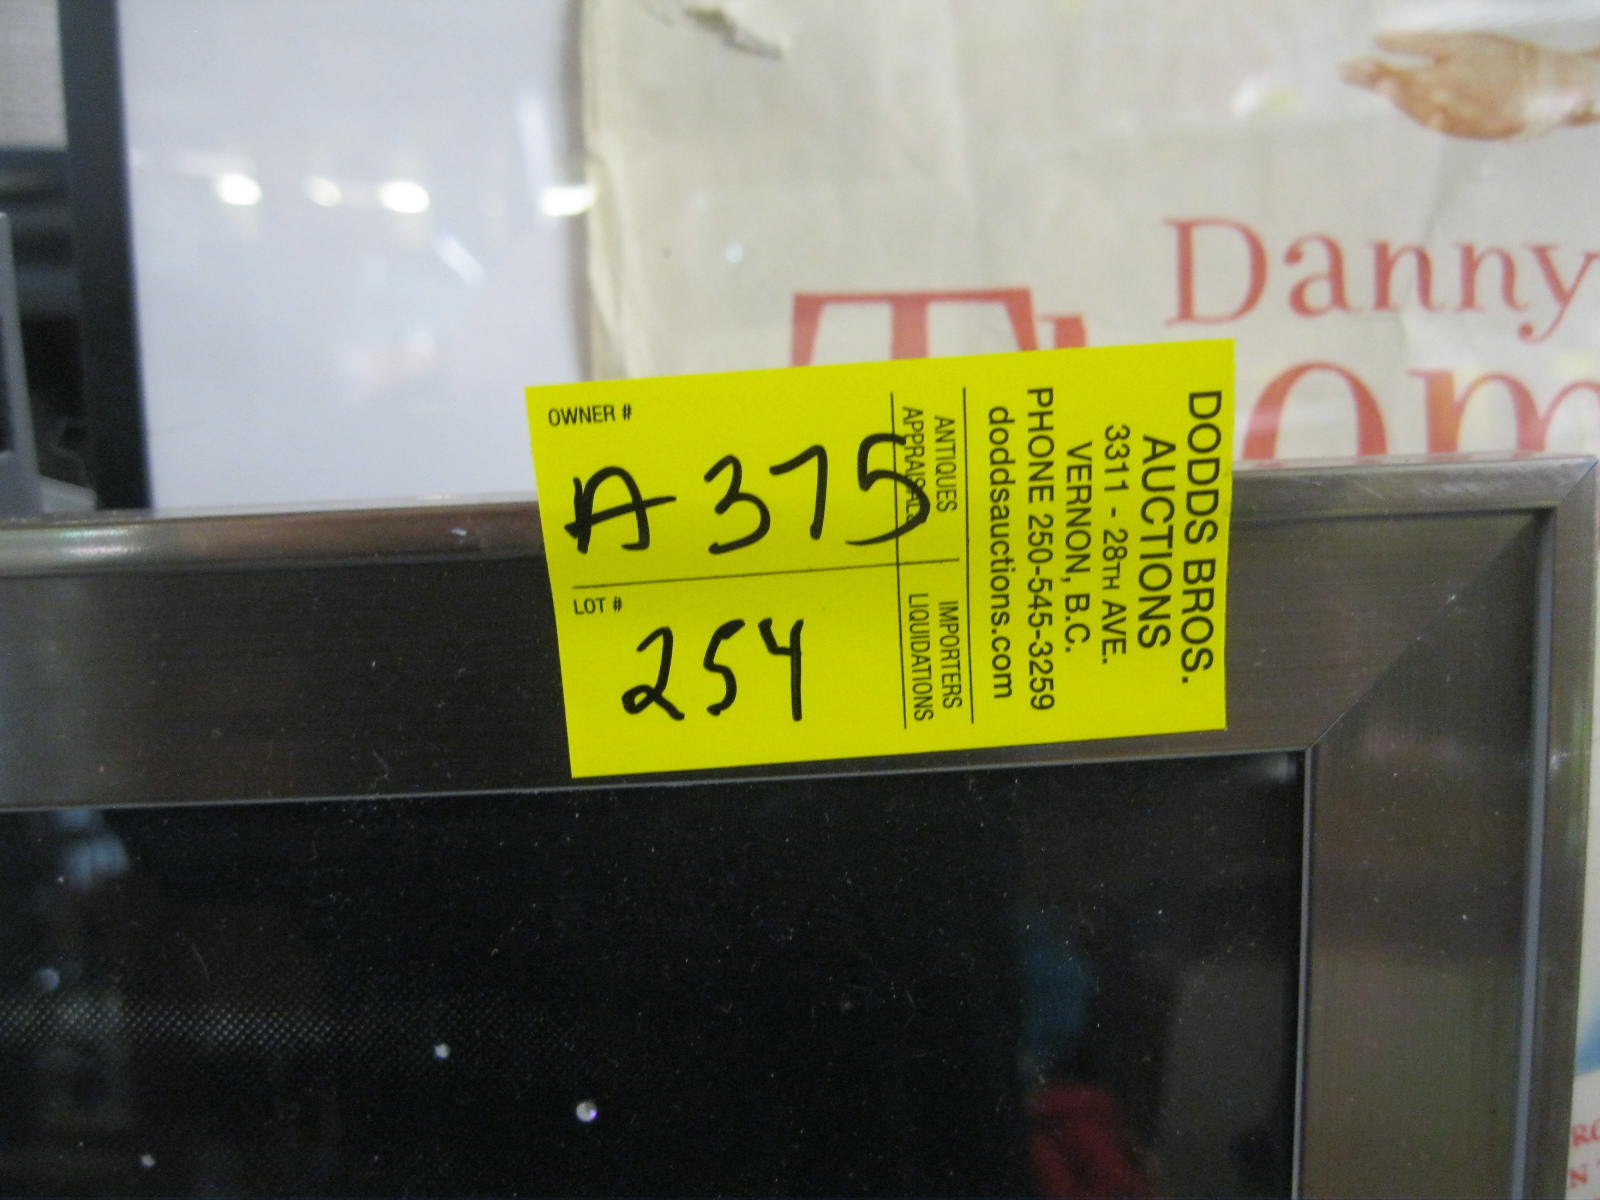 Danny
OWNER #
A 375
LOT #
254
DODDS BROS.
AUCTIONS
3311 - 28TH AVE.
VERNON, B.C.
PHONE 250-545-3259
doddsauctions.com
ANTIQUES IMPORTERS
APPRAISALS LIQUIDATIONS